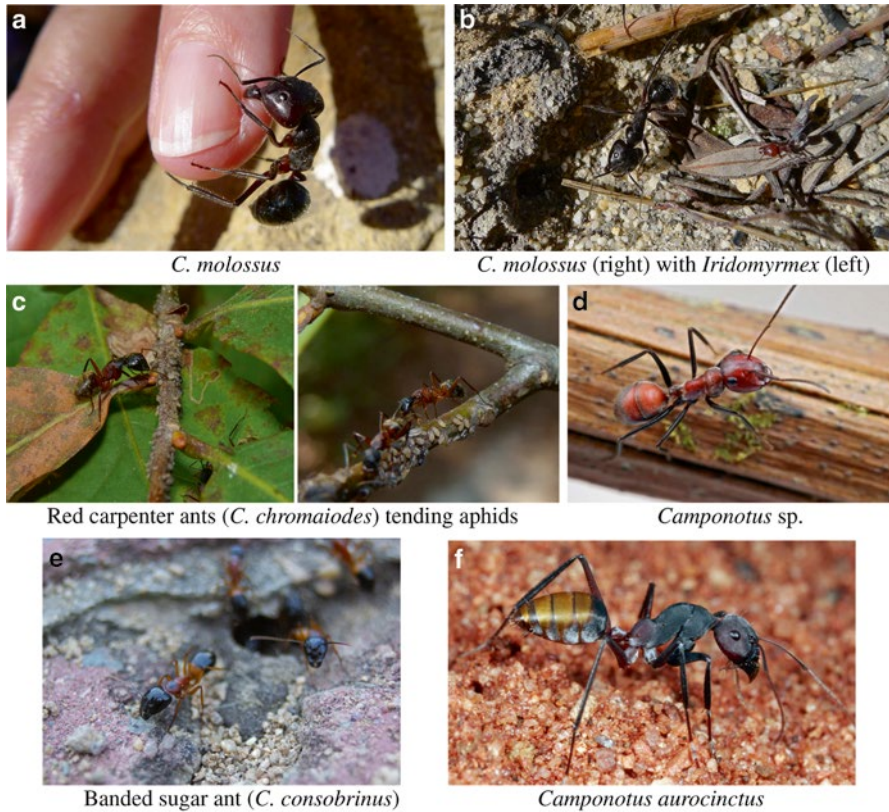 a
b
C. molossus
C. molossus (right) with Iridomyrmex (left)
c
d
Red carpenter ants (C. chromaiodes) tending aphids
Camponotus sp.
e
f
Banded sugar ant (C. consobrinus)
Camponotus aurocinctus